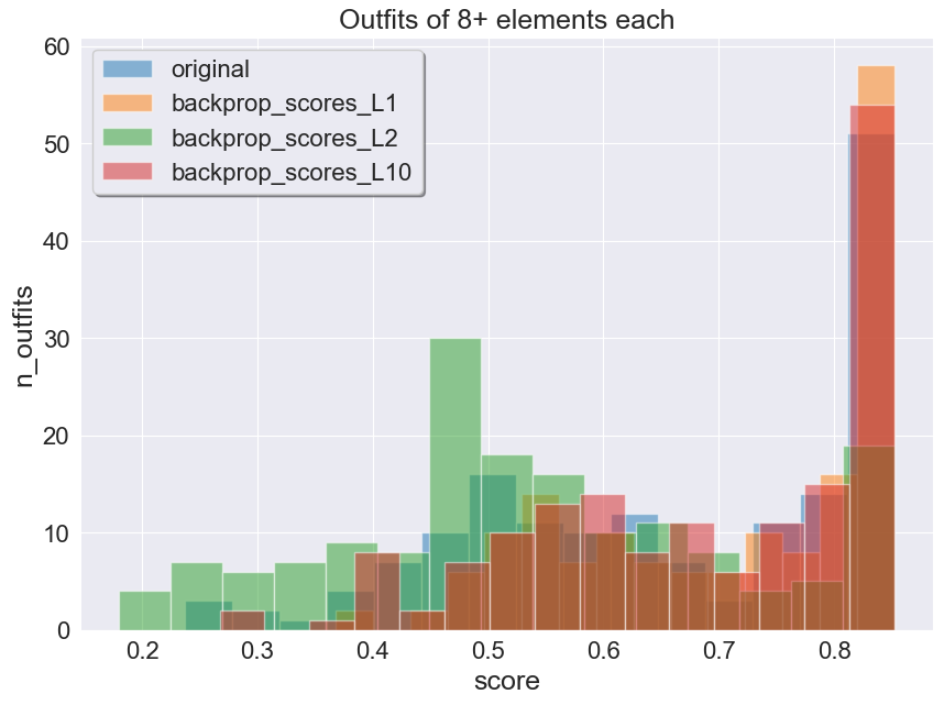 Outfits of 8+ elements each
original
backprop_scores_L1
backprop_scores_L2
backprop_scores_L10
n_outfits
60
50
40
30
20
10
0
0.2 0.3 0.4 0.5 0.6 0.7 0.8
score